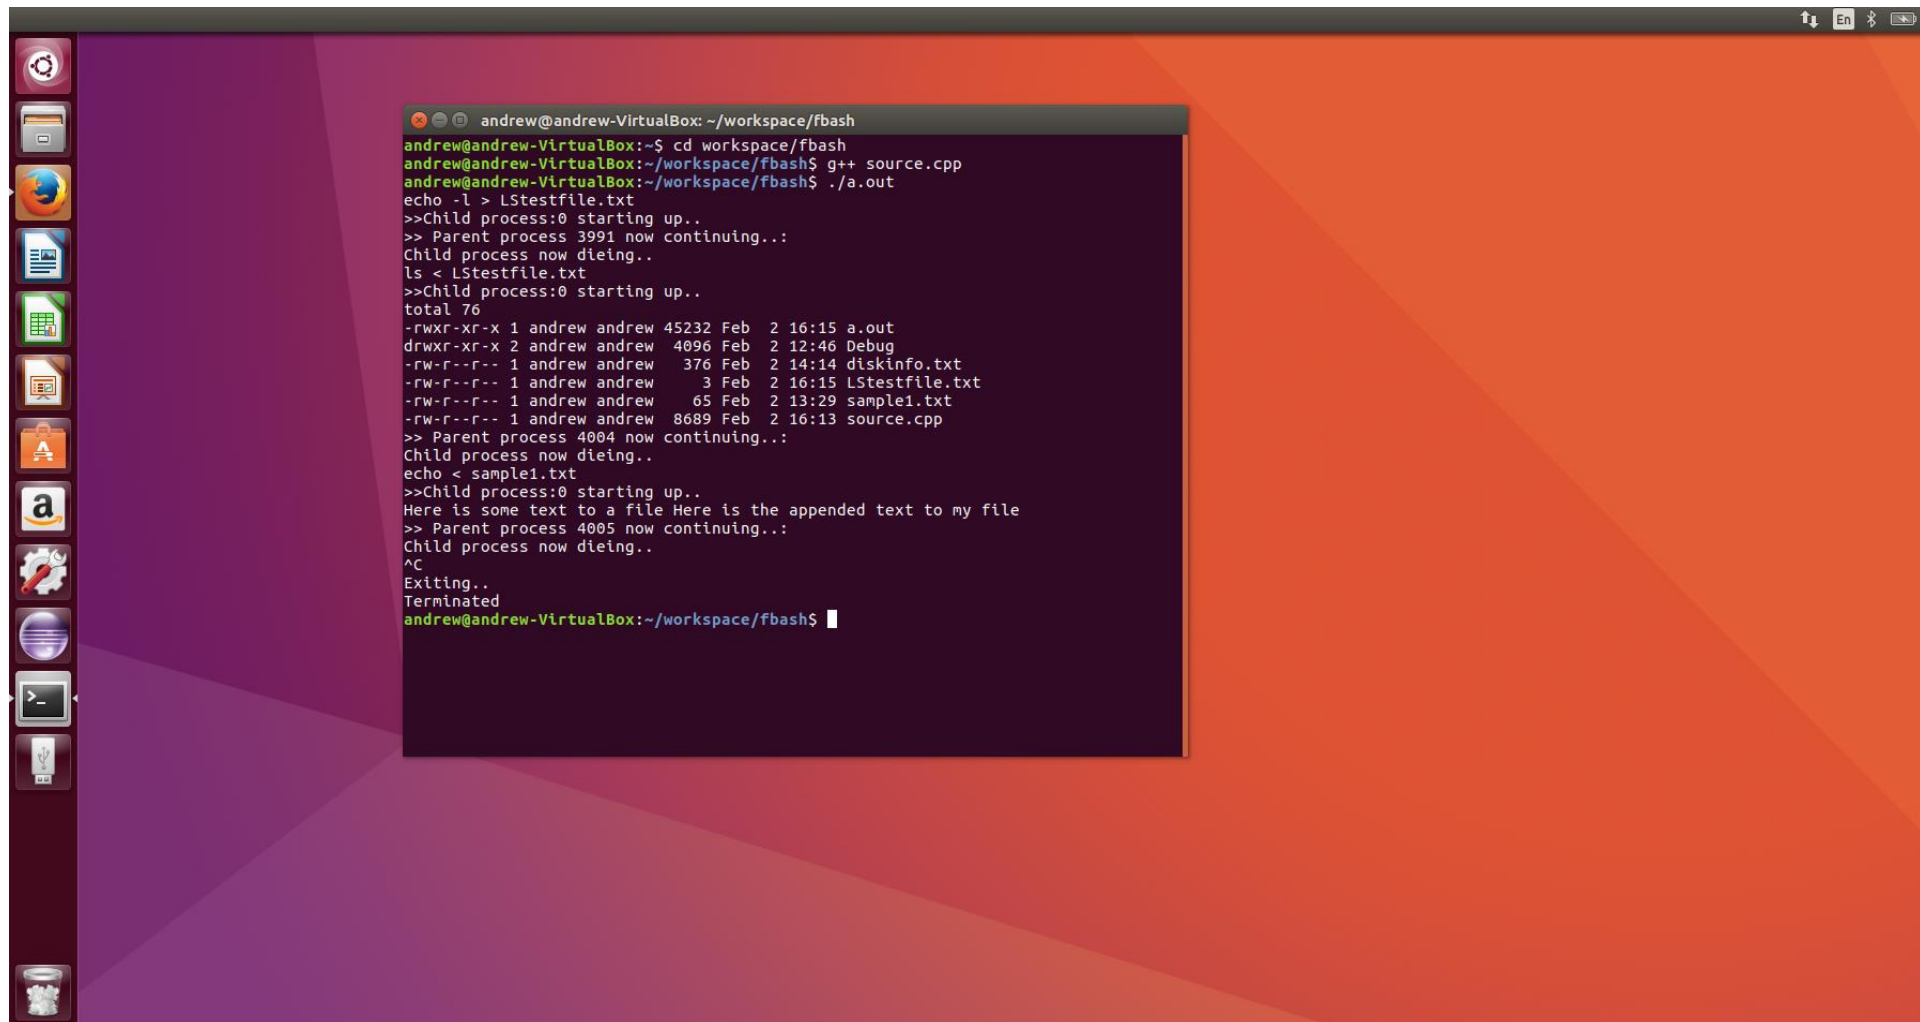 En
andrew@andrew-VirtualBox: ~/workspace/fbash
andrew@andrew-VirtualBox:~$ cd workspace/fbash
andrew@andrew-VirtualBox:~/workspace/fbash$ g++ source.cpp
andrew@andrew-VirtualBox:~/workspace/fbash$ ./a.out
echo -l > LStestfile.txt
>>Child process:0 starting up..
>> Parent process 3991 now continuing..:
Child process now dieing..
ls < LStestfile.txt
>>Child process:0 starting up..
total 76
-rwxr-xr-x 1 andrew andrew 45232 Feb  2 16:15 a.out
drwxr-xr-x 2 andrew andrew  4096 Feb  2 12:46 Debug
-rw-r--r-- 1 andrew andrew   376 Feb  2 14:14 diskinfo.txt
-rw-r--r-- 1 andrew andrew     3 Feb  2 16:15 LStestfile.txt
-rw-r--r-- 1 andrew andrew    65 Feb  2 13:29 sample1.txt
-rw-r--r-- 1 andrew andrew  8689 Feb  2 16:13 source.cpp
>> Parent process 4004 now continuing..:
Child process now dieing..
echo < sample1.txt
>>Child process:0 starting up..
Here is some text to a file Here is the appended text to my file
>> Parent process 4005 now continuing..:
Child process now dieing..
^C
Exiting..
Terminated
andrew@andrew-VirtualBox:~/workspace/fbash$
A
a
>_